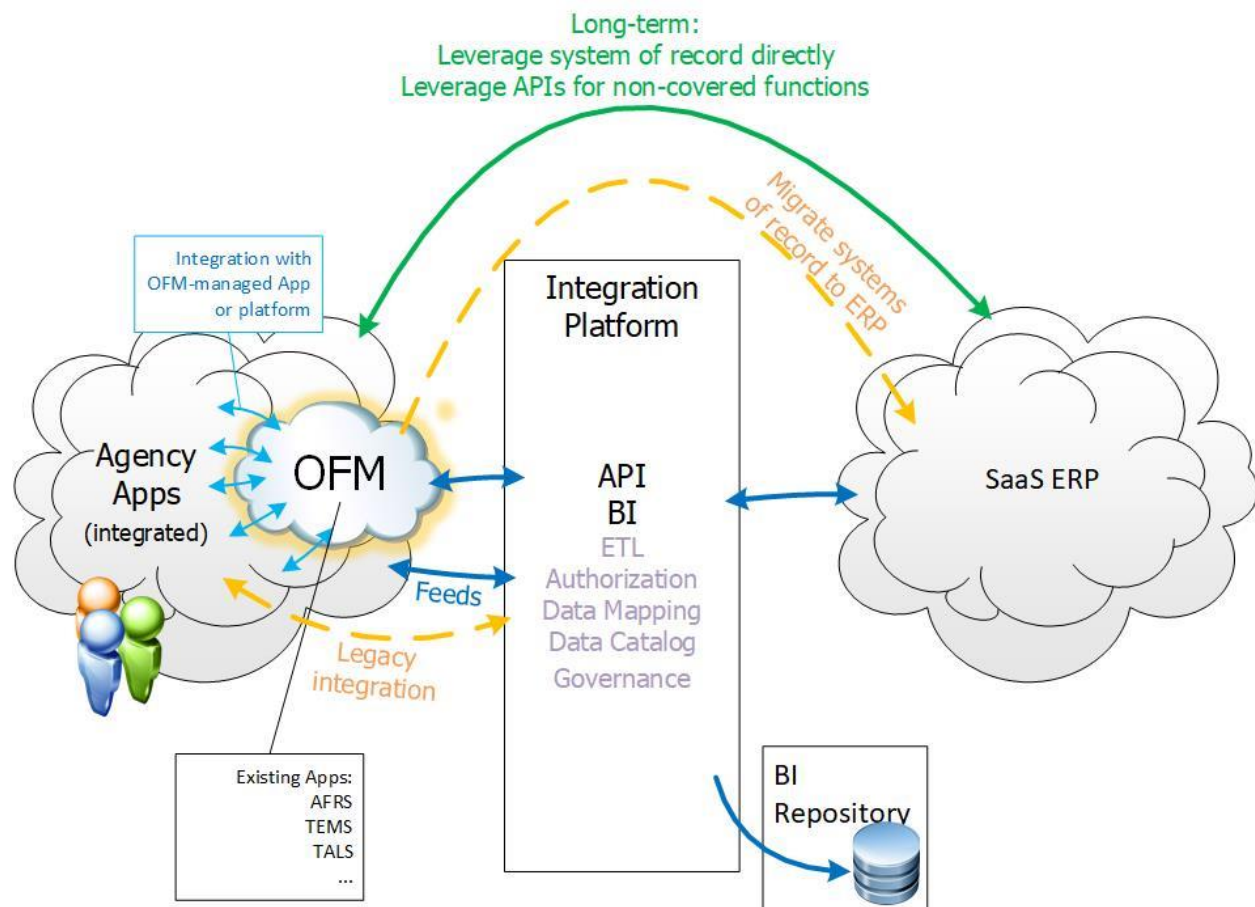 Long-term:
Leverage system of record directly
Leverage APIs for non-covered functions
Migrate systems
of record to ERP
Integration with
OFM-managed App
or platform
Integration
Platform
Agency
Apps
(integrated)
OFM
API
BI
ETL
Authorization
Data Mapping
Data Catalog
Governance
SaaS ERP
Feeds
Legacy
integration
Existing Apps:
AFRS
TEMS
TALS
...
BI
Repository